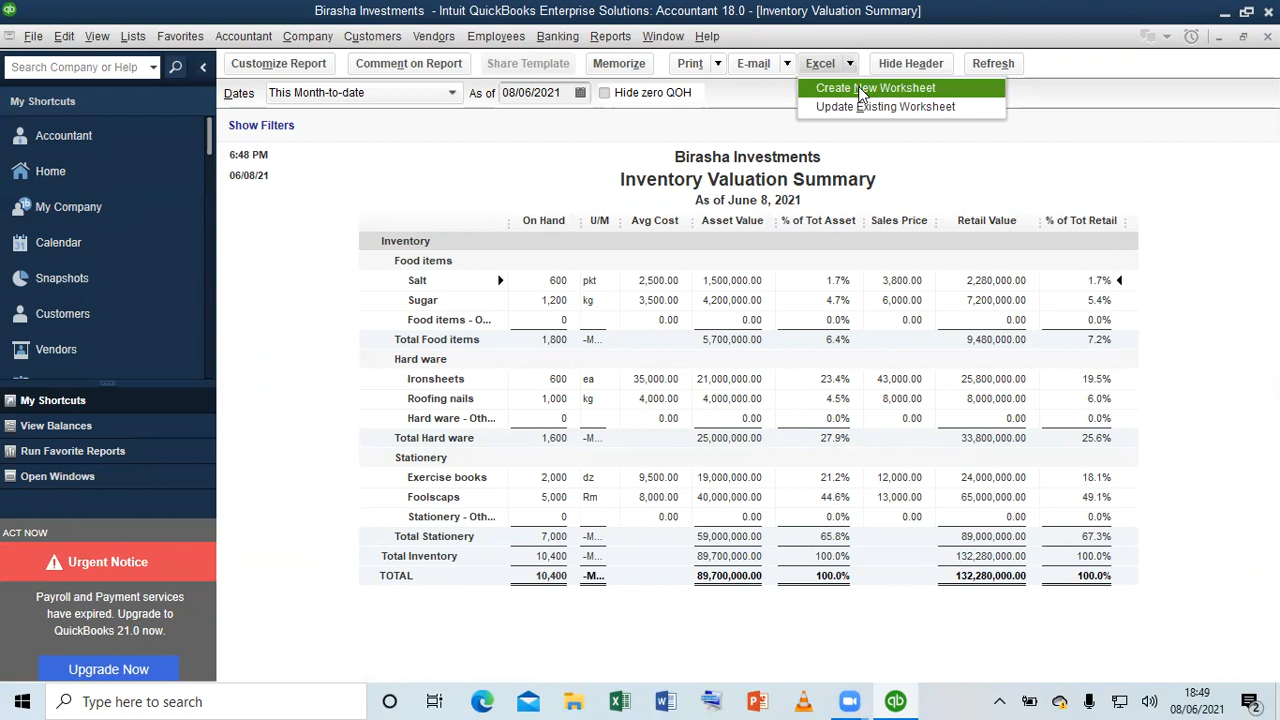 Birasha Investments - Intuit QuickBooks Enterprise Solutions: Accountant 18.0 - [Inventory Valuation Summary]
File Edit View Lists Favorites Accountant Company Customers Vendors Employees Banking Reports Window Help
Search Company or Help
Customize Report Comment on Report Share Template Memorize Print E-mail Excel Hide Header Refresh
Create New Worksheet
Update Existing Worksheet
Dates This Month-to-date As of 08/06/2021 Hide zero QOH
Show Filters
My Shortcuts
Accountant
Home
My Company
Calendar
Snapshots
Customers
Vendors
My Shortcuts
View Balances
Run Favorite Reports
Open Windows
ACT NOW
Urgent Notice
Payroll and Payment services
have expired. Upgrade to
QuickBooks 21.0 now.
Upgrade Now
6:48 PM
06/08/21
Birasha Investments
Inventory Valuation Summary
As of June 8, 2021
On Hand U/M Avg Cost Asset Value % of Tot Asset Sales Price Retail Value % of Tot Retail
Inventory
Food items
Salt 600 pkt 2,500.00 1,500,000.00 1.7% 3,800.00 2,280,000.00 1.7%
Sugar 1,200 kg 3,500.00 4,200,000.00 4.7% 6,000.00 7,200,000.00 5.4%
Food items - O... 0 0.00 0.00 0.0% 0.00 0.00 0.0%
Total Food items 1,800 -M... 5,700,000.00 6.4% 9,480,000.00 7.2%
Hard ware
Ironsheets 600 ea 35,000.00 21,000,000.00 23.4% 43,000.00 25,800,000.00 19.5%
Roofing nails 1,000 kg 4,000.00 4,000,000.00 4.5% 8,000.00 8,000,000.00 6.0%
Hard ware - Oth... 0 0.00 0.00 0.0% 0.00 0.00 0.0%
Total Hard ware 1,600 -M... 25,000,000.00 27.9% 33,800,000.00 25.6%
Stationery
Exercise books 2,000 dz 9,500.00 19,000,000.00 21.2% 12,000.00 24,000,000.00 18.1%
Foolscaps 5,000 Rm 8,000.00 40,000,000.00 44.6% 13,000.00 65,000,000.00 49.1%
Stationery - Oth... 0 0.00 0.00 0.0% 0.00 0.00 0.0%
Total Stationery 7,000 -M... 59,000,000.00 65.8% 89,000,000.00 67.3%
Total Inventory 10,400 -M... 89,700,000.00 100.0% 132,280,000.00 100.0%
TOTAL 10,400 -M... 89,700,000.00 100.0% 132,280,000.00 100.0%
Type here to search
18:49
08/06/2021
2